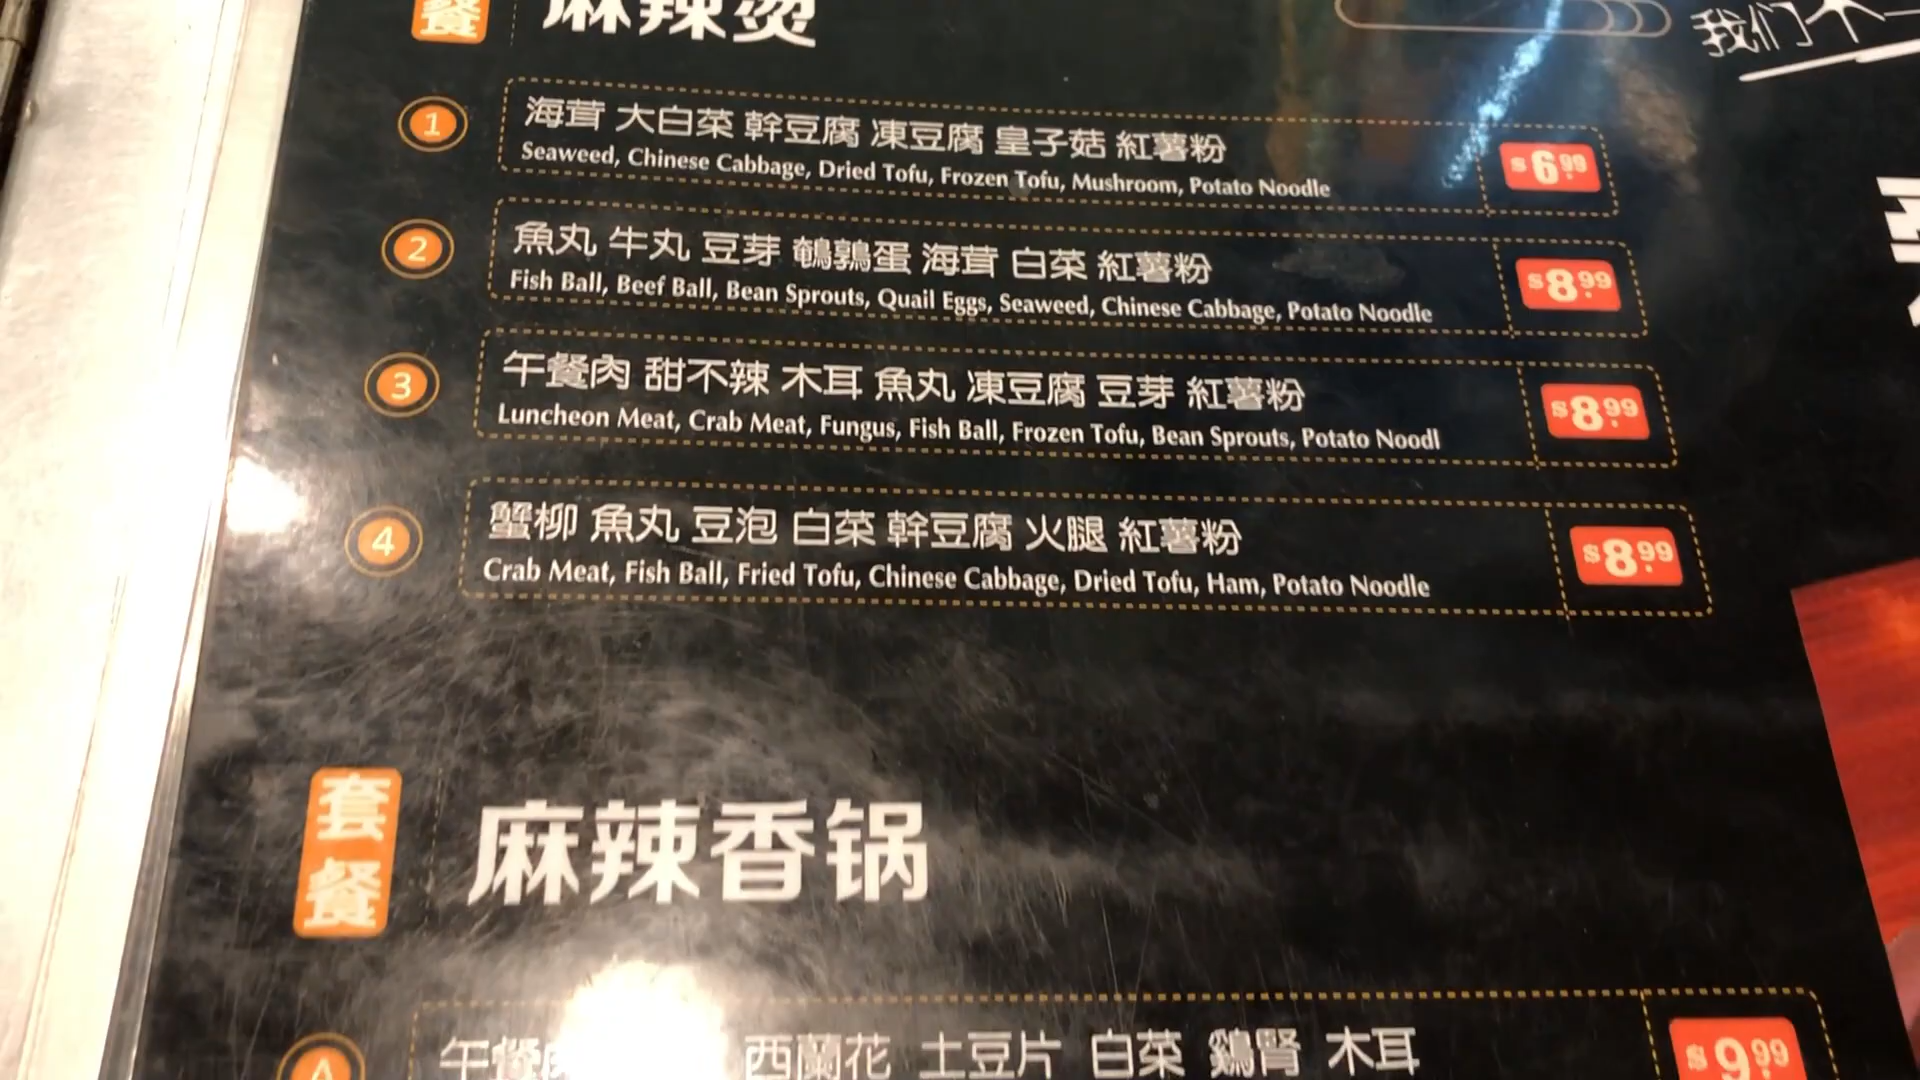 餐 麻辣烫
我们不一
1
海茸 大白菜 幹豆腐 凍豆腐 皇子菇 紅薯粉
Seaweed, Chinese Cabbage, Dried Tofu, Frozen Tofu, Mushroom, Potato Noodle
$6.99
2
魚丸 牛丸 豆芽 鵪鶉蛋 海茸 白菜 紅薯粉
Fish Ball, Beef Ball, Bean Sprouts, Quail Eggs, Seaweed, Chinese Cabbage, Potato Noodle
$8.99
3
午餐肉 甜不辣 木耳 魚丸 凍豆腐 豆芽 紅薯粉
Luncheon Meat, Crab Meat, Fungus, Fish Ball, Frozen Tofu, Bean Sprouts, Potato Noodl
$8.99
4
蟹柳 魚丸 豆泡 白菜 幹豆腐 火腿 紅薯粉
Crab Meat, Fish Ball, Fried Tofu, Chinese Cabbage, Dried Tofu, Ham, Potato Noodle
$8.99
套餐 麻辣香锅
A
午餐肉 西蘭花 土豆片 白菜 鷄腎 木耳
$9.99